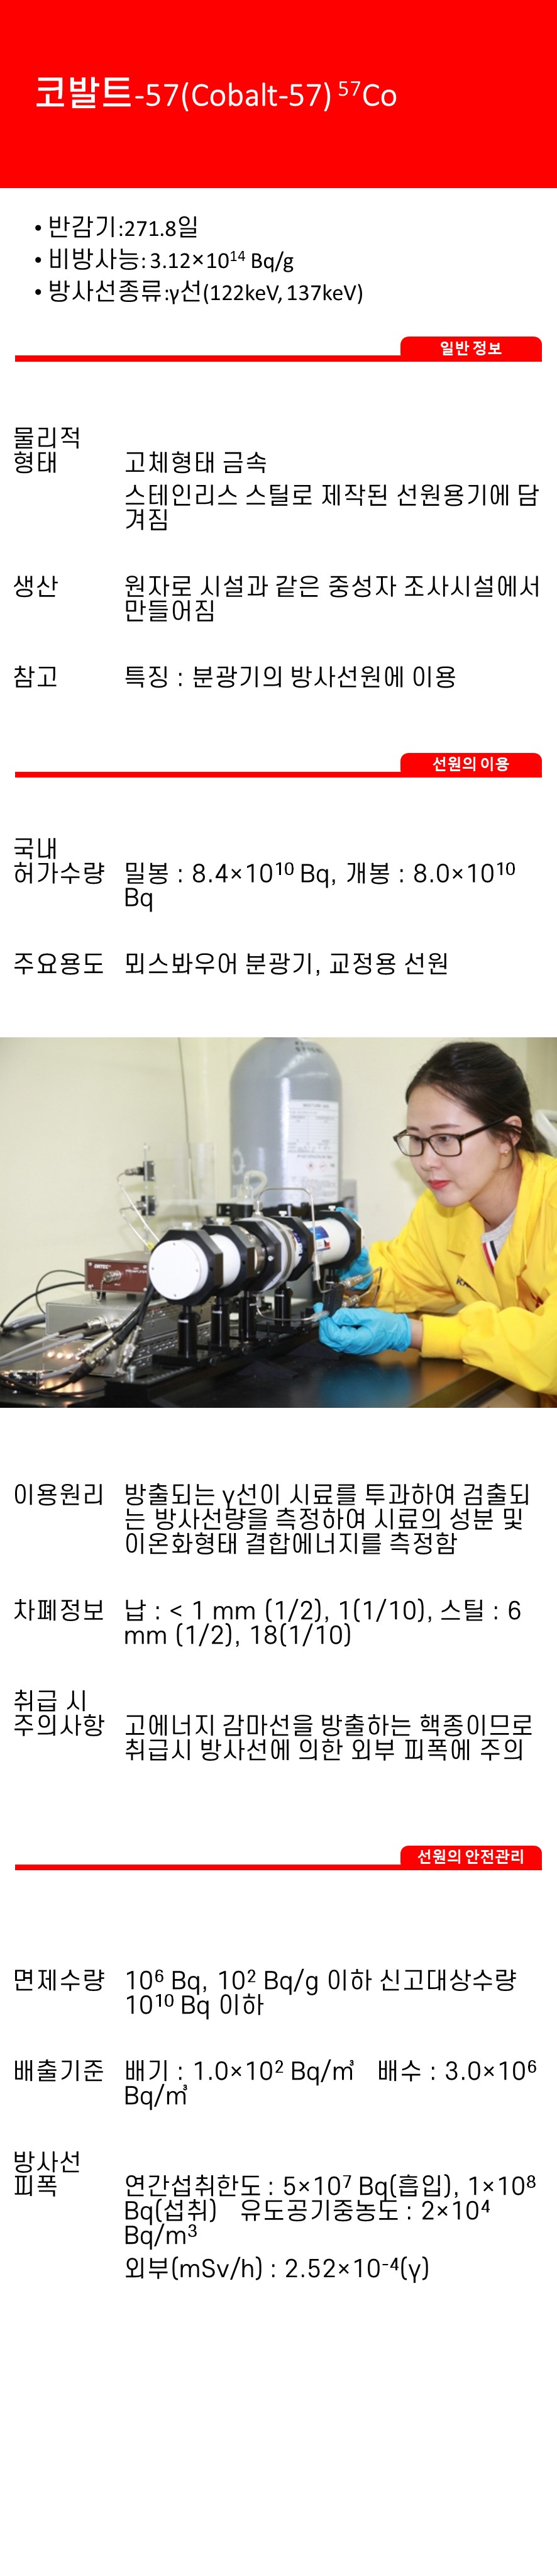 코발트-57(Cobalt-57) ⁵⁷Co
• 반감기:271.8일
• 비방사능: 3.12×10¹⁴ Bq/g
• 방사선종류:γ선(122keV, 137keV)
일반 정보
물리적
형태 고체형태 금속
스테인리스 스틸로 제작된 선원용기에 담
겨짐
생산 원자로 시설과 같은 중성자 조사시설에서
만들어짐
참고 특징 : 분광기의 방사선원에 이용
선원의 이용
국내
허가수량 밀봉 : 8.4×10¹⁰ Bq, 개봉 : 8.0×10¹⁰
Bq
주요용도 뫼스봐우어 분광기, 교정용 선원
이용원리 방출되는 γ선이 시료를 투과하여 검출되
는 방사선량을 측정하여 시료의 성분 및
이온화형태 결합에너지를 측정함
차폐정보 납 : < 1 mm (1/2), 1(1/10), 스틸 : 6
mm (1/2), 18(1/10)
취급 시
주의사항 고에너지 감마선을 방출하는 핵종이므로
취급시 방사선에 의한 외부 피폭에 주의
선원의 안전관리
면제수량 10⁶ Bq, 10² Bq/g 이하 신고대상수량
10¹⁰ Bq 이하
배출기준 배기 : 1.0×10² Bq/㎥ 배수 : 3.0×10⁶
Bq/㎥
방사선
피폭 연간섭취한도 : 5×10⁷ Bq(흡입), 1×10⁸
Bq(섭취) 유도공기중농도 : 2×10⁴
Bq/m³
외부(mSv/h) : 2.52×10⁻⁴(γ)